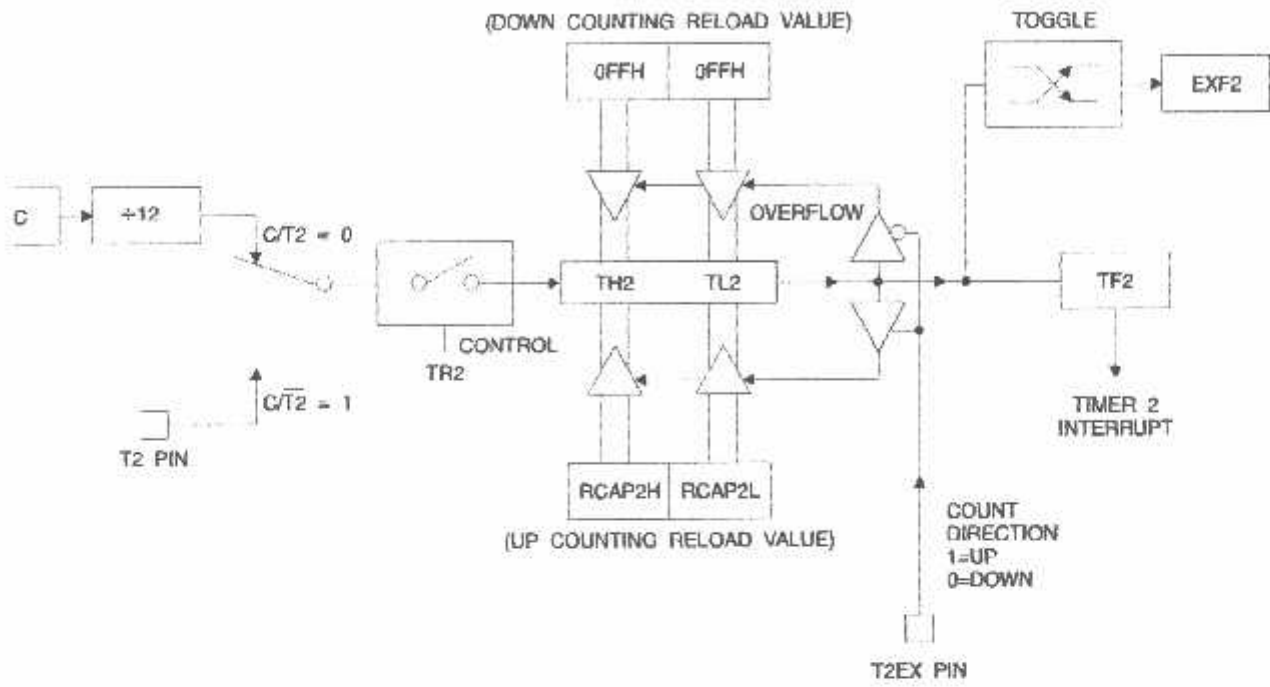 (DOWN COUNTING RELOAD VALUE)
TOGGLE
0FFH
0FFH
EXF2
C
÷12
OVERFLOW
C/T2 = 0
TH2
TL2
TF2
CONTROL
TR2
C/T2 = 1
T2 PIN
TIMER 2
INTERRUPT
RCAP2H
RCAP2L
(UP COUNTING RELOAD VALUE)
COUNT
DIRECTION
1=UP
0=DOWN
T2EX PIN